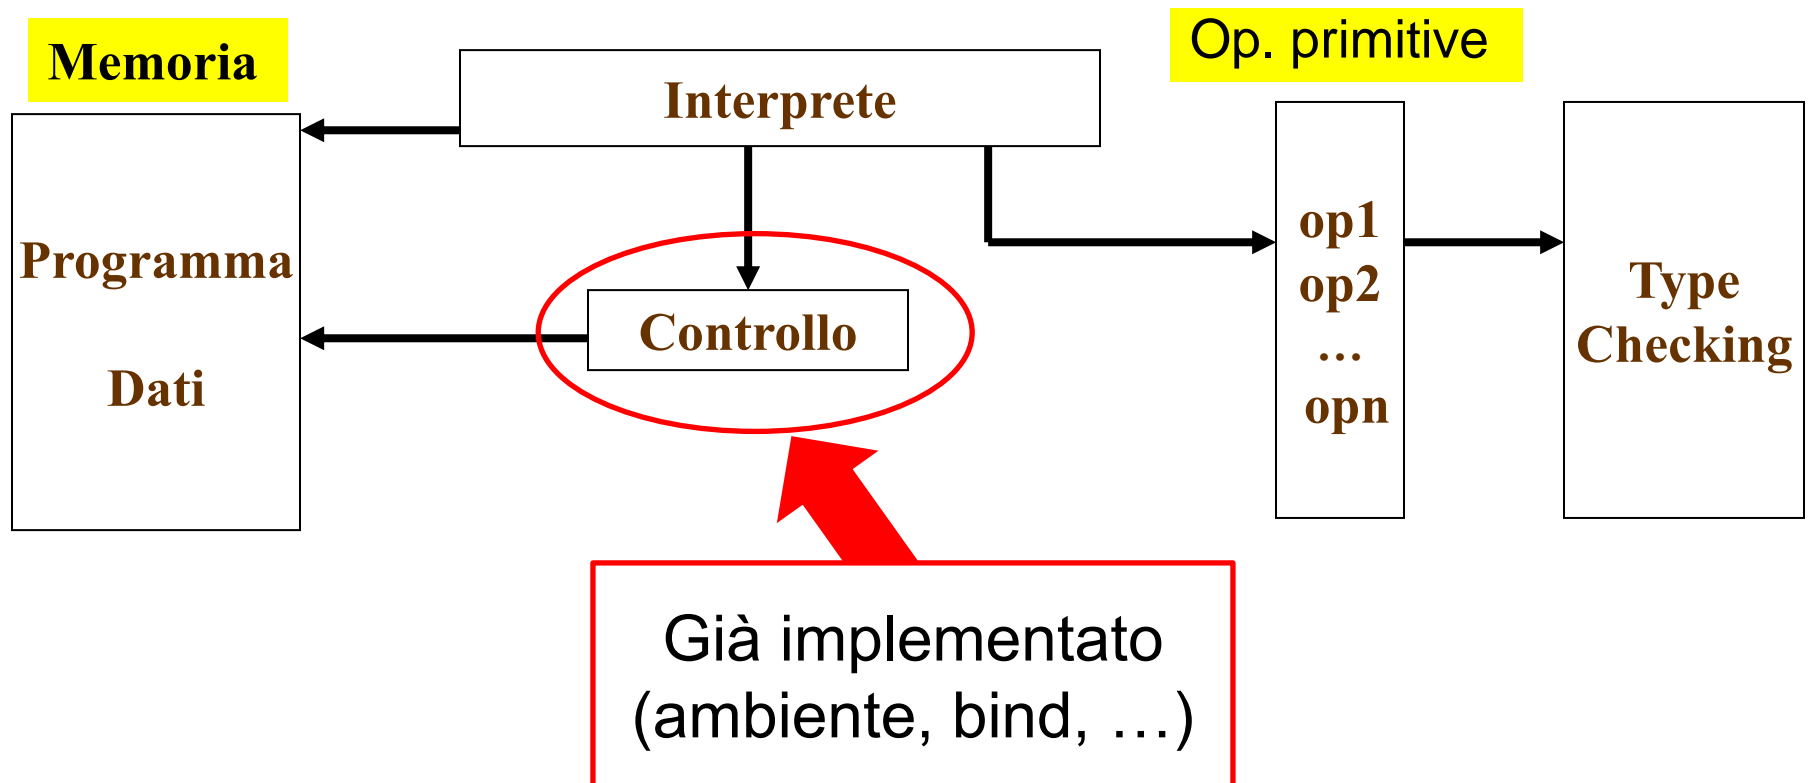 Memoria
Interprete
Op. primitive
Programma
Dati
Controllo
op1
op2
…
opn
Type
Checking
Già implementato
(ambiente, bind, …)